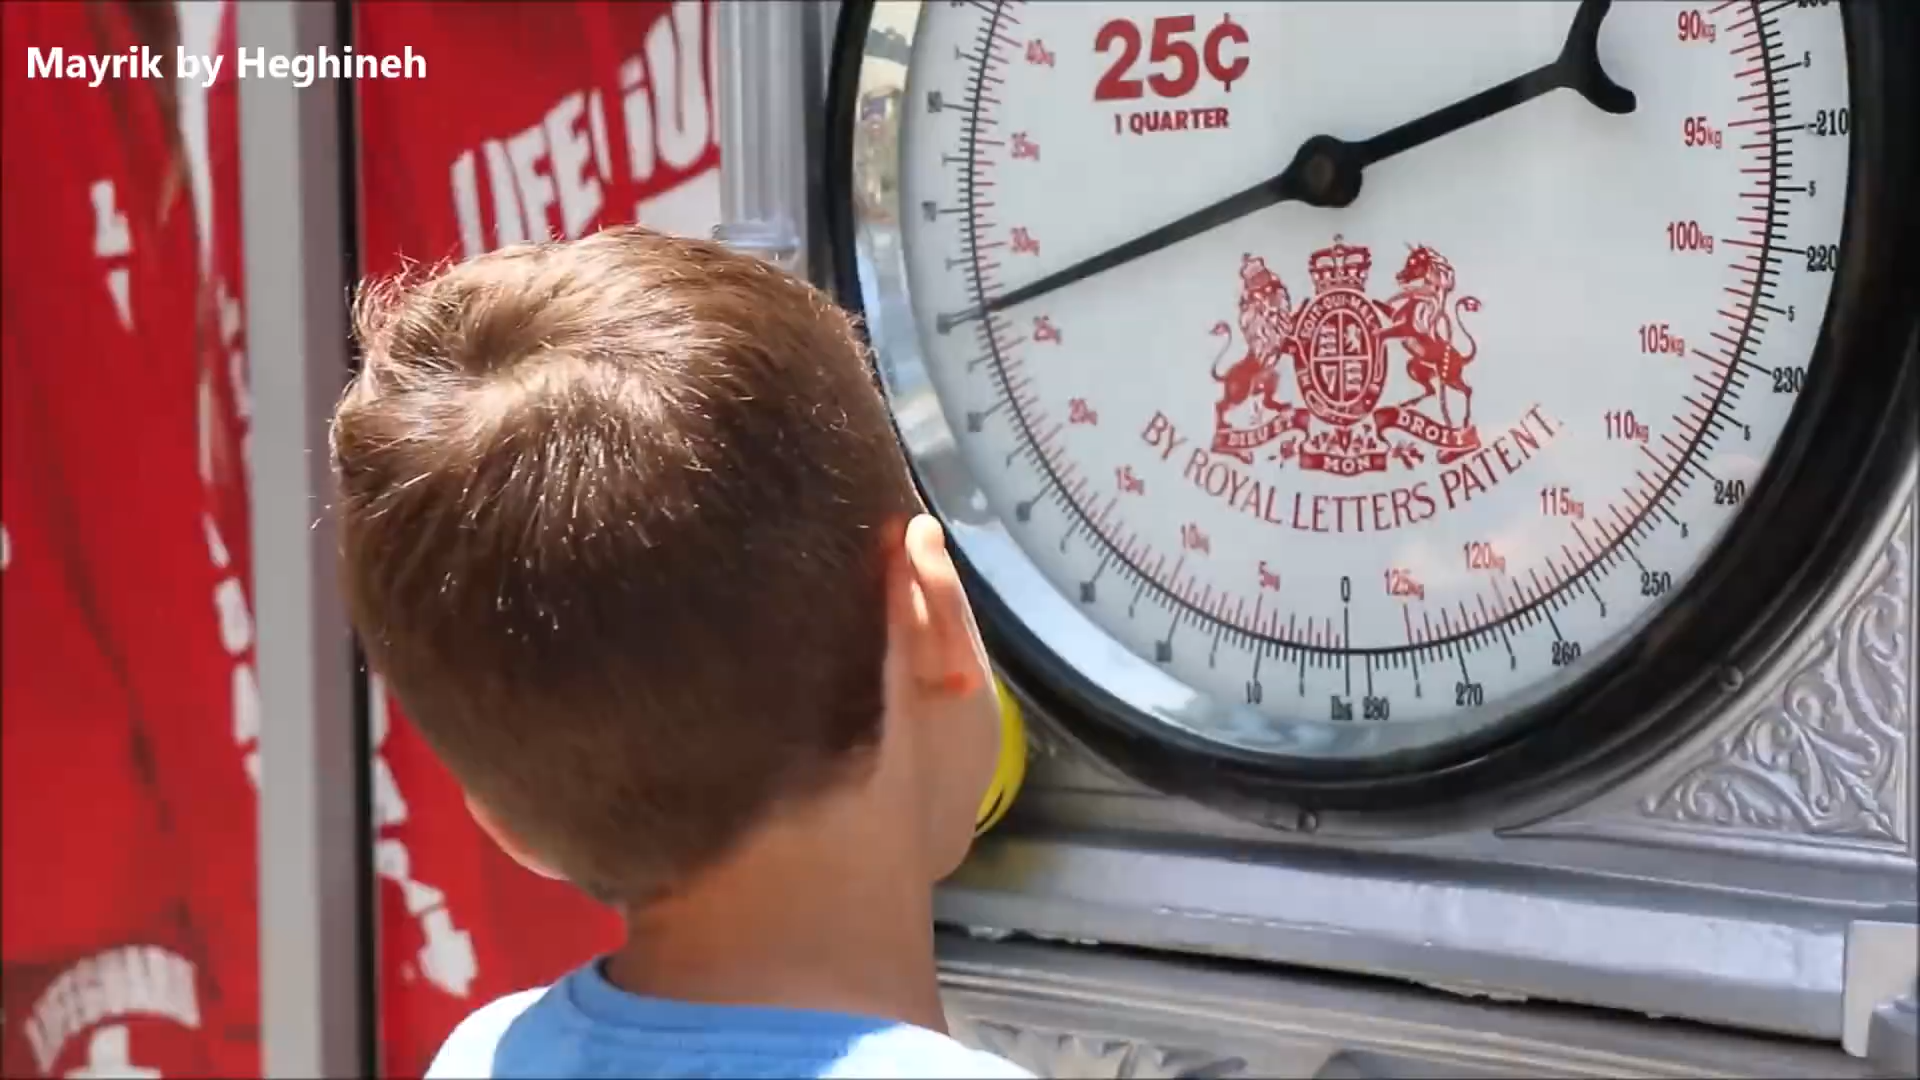 Mayrik by Heghineh
25¢
1 QUARTER
40kg
35kg
30kg
25kg
20kg
15kg
10kg
5kg
0
125kg
120kg
115kg
110kg
105kg
100kg
95kg
90kg
210
220
230
240
250
260
270
280
lbs
10
DIEU ET MON DROIT
BY ROYAL LETTERS PATENT.
LIFEGUARD